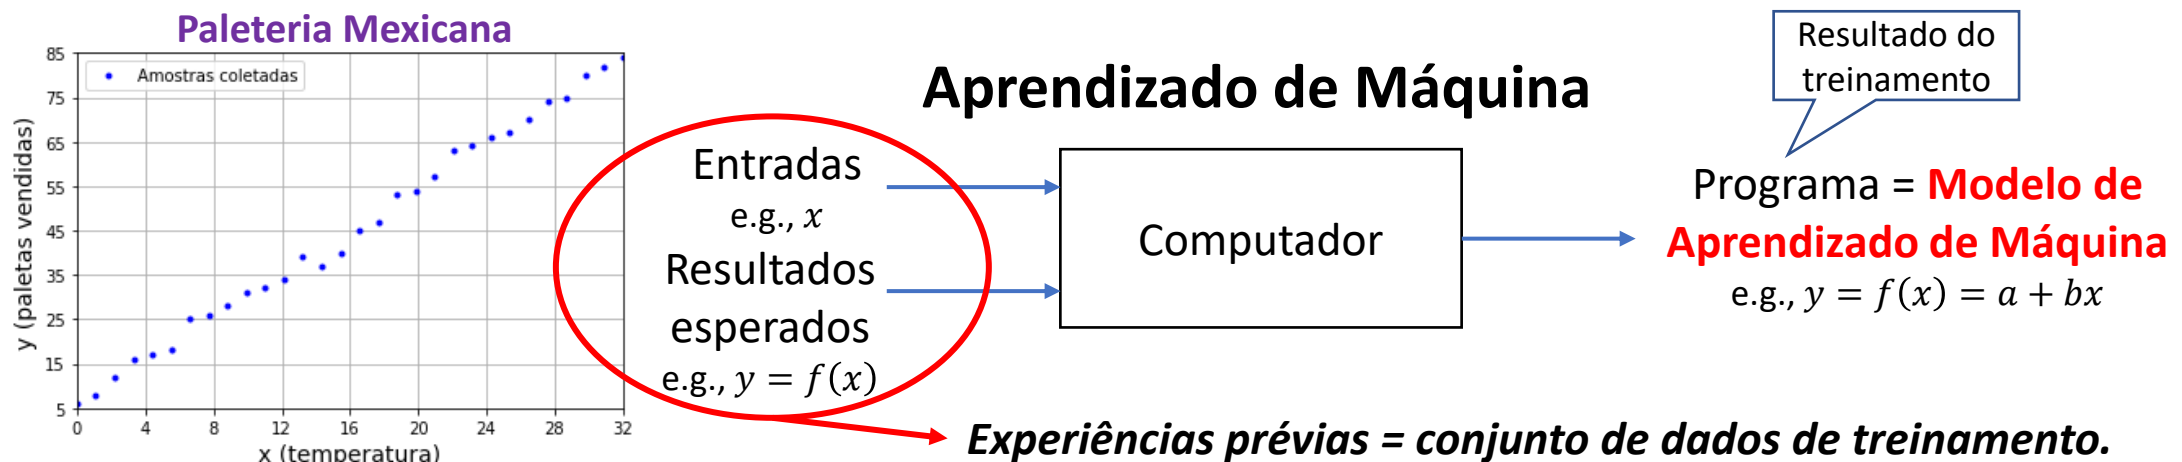 Paleteria Mexicana
85
75
65
55
45
35
25
15
5
y (paletas vendidas)
Amostras coletadas
0 4 8 12 16 20 24 28 32
x (temperatura)
Aprendizado de Máquina
Entradas
e.g., x
Resultados
esperados
e.g., y = f(x)
Computador
Resultado do
treinamento
Programa = Modelo de
Aprendizado de Máquina
e.g., y = f(x) = a + bx
Experiências prévias = conjunto de dados de treinamento.